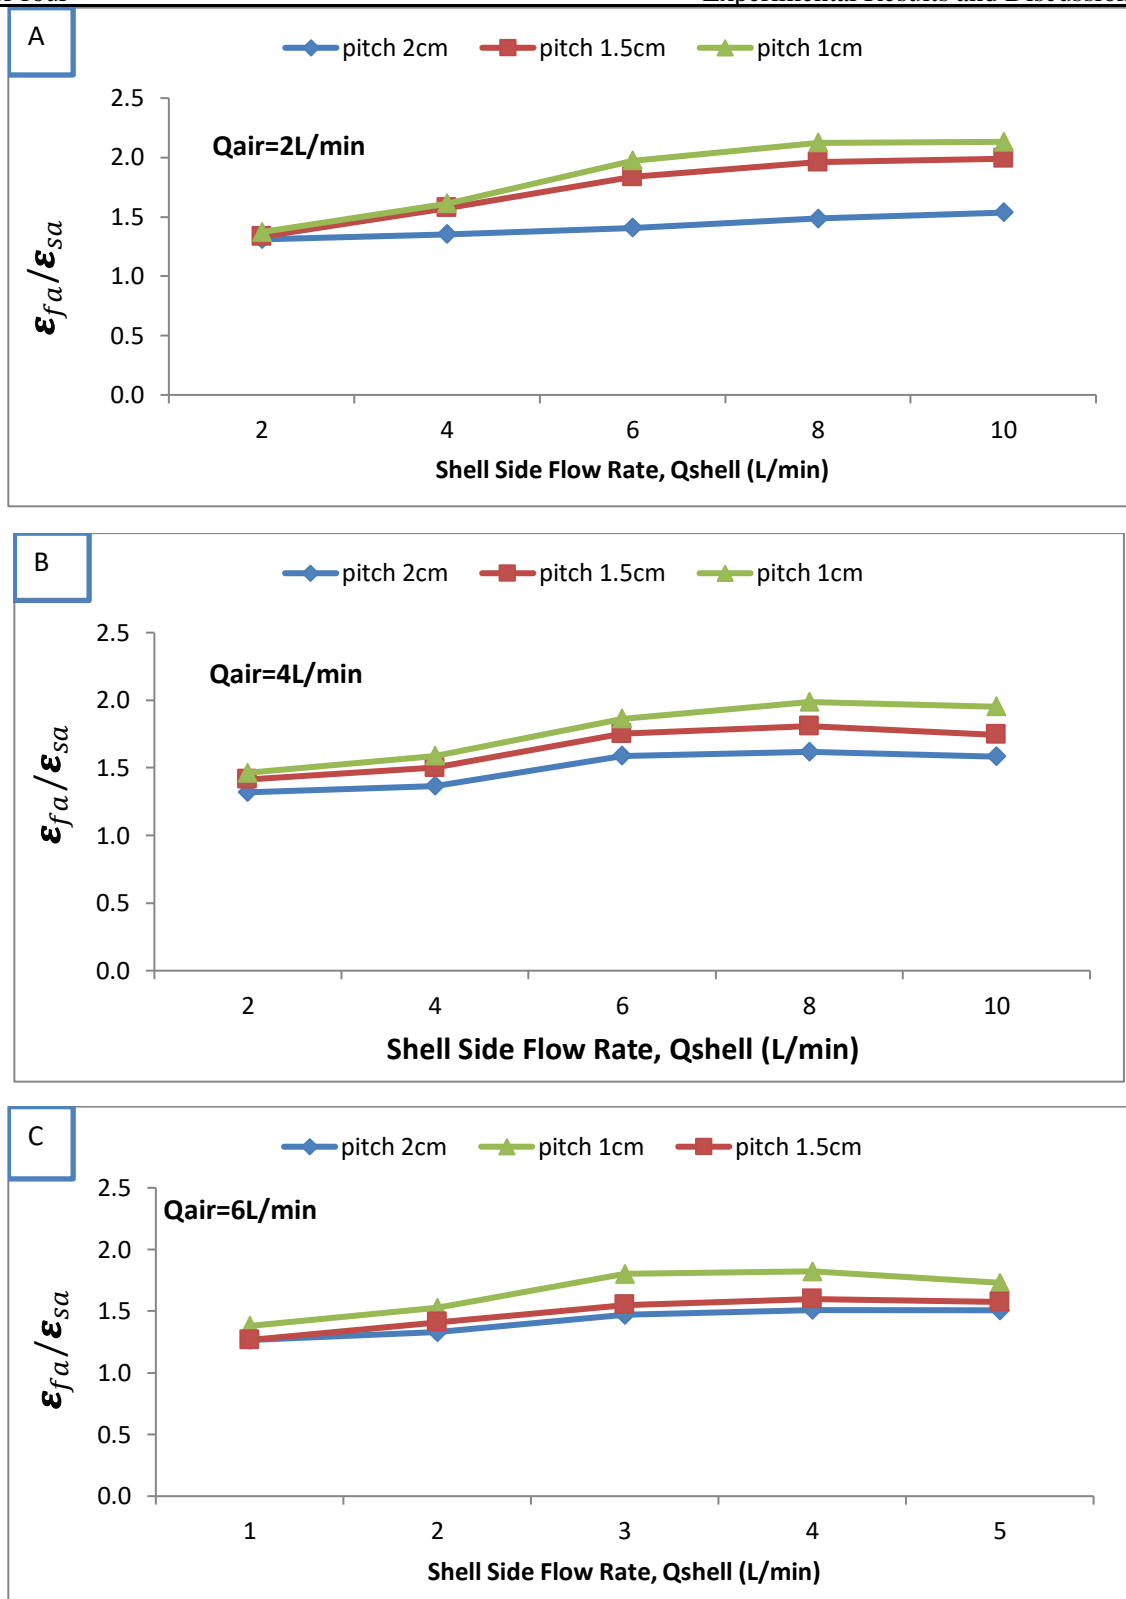 Experimental Results and Discussion
A
pitch 2cm pitch 1.5cm pitch 1cm
Qair=2L/min
2.5
2.0
1.5
1.0
0.5
0.0
𝜺𝑓𝑎/𝜺𝑠𝑎
2 4 6 8 10
Shell Side Flow Rate, Qshell (L/min)
B
pitch 2cm pitch 1.5cm pitch 1cm
Qair=4L/min
2.5
2.0
1.5
1.0
0.5
0.0
𝜺𝑓𝑎/𝜺𝑠𝑎
2 4 6 8 10
Shell Side Flow Rate, Qshell (L/min)
C
pitch 2cm pitch 1cm pitch 1.5cm
Qair=6L/min
2.5
2.0
1.5
1.0
0.5
0.0
𝜺𝑓𝑎/𝜺𝑠𝑎
1 2 3 4 5
Shell Side Flow Rate, Qshell (L/min)